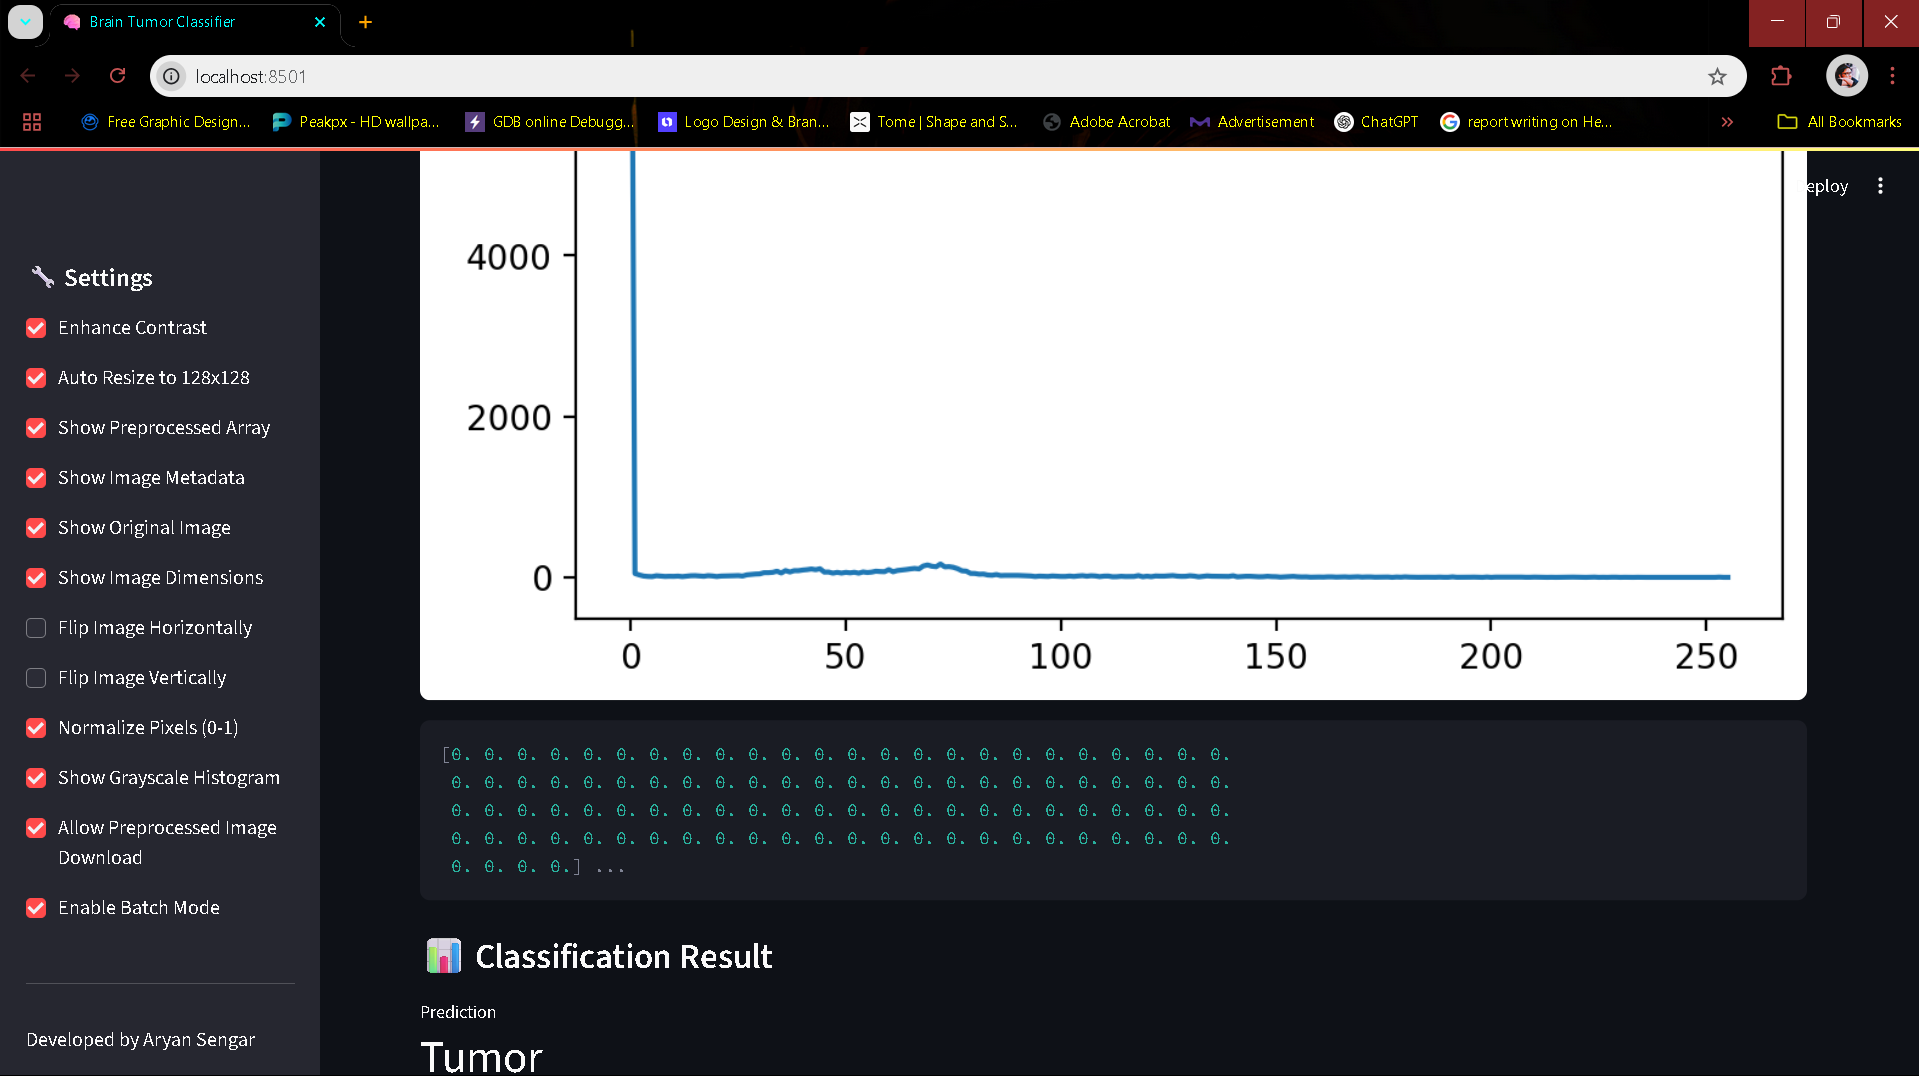 Brain Tumor Classifier
localhost:8501
Free Graphic Design... Peakpx - HD wallpa... GDB online Debugg... Logo Design & Bran... Tome | Shape and S... Adobe Acrobat Advertisement ChatGPT report writing on He... » All Bookmarks
eploy
Settings
Enhance Contrast
Auto Resize to 128x128
Show Preprocessed Array
Show Image Metadata
Show Original Image
Show Image Dimensions
Flip Image Horizontally
Flip Image Vertically
Normalize Pixels (0-1)
Show Grayscale Histogram
Allow Preprocessed Image
Download
Enable Batch Mode
Developed by Aryan Sengar
4000
2000
0
0 50 100 150 200 250
[0. 0. 0. 0. 0. 0. 0. 0. 0. 0. 0. 0. 0. 0. 0. 0. 0. 0. 0. 0. 0. 0. 0. 0.
0. 0. 0. 0. 0. 0. 0. 0. 0. 0. 0. 0. 0. 0. 0. 0. 0. 0. 0. 0. 0. 0. 0. 0.
0. 0. 0. 0. 0. 0. 0. 0. 0. 0. 0. 0. 0. 0. 0. 0. 0. 0. 0. 0. 0. 0. 0. 0.
0. 0. 0. 0. 0. 0. 0. 0. 0. 0. 0. 0. 0. 0. 0. 0. 0. 0. 0. 0. 0. 0. 0. 0.
0. 0. 0. 0.] ...
Classification Result
Prediction
Tumor